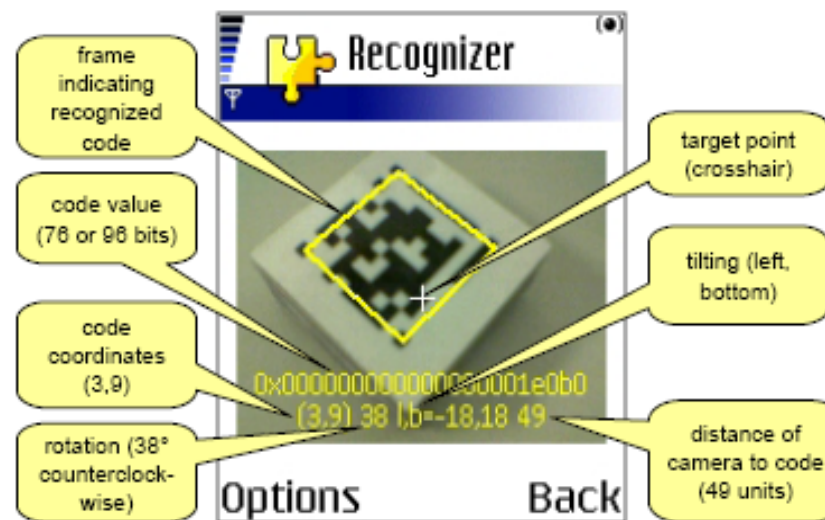 Recognizer
frame
indicating
recognized
code
code value
(76 or 96 bits)
code
coordinates
(3,9)
rotation (38°
counterclock-
wise)
target point
(crosshair)
tilting (left,
bottom)
distance of
camera to code
(49 units)
0x0000000000000000001e0b0
(3,9) 38 l,b=-18,18 49
Options
Back